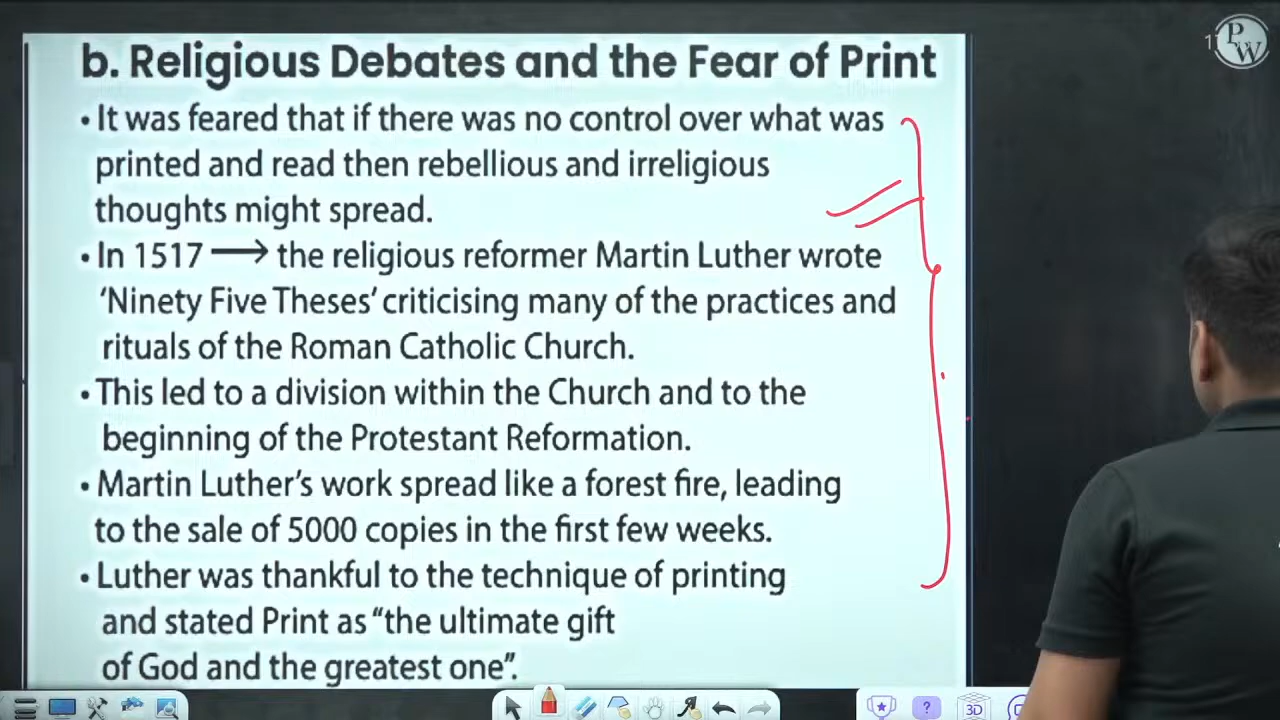 b. Religious Debates and the Fear of Print
• It was feared that if there was no control over what was
printed and read then rebellious and irreligious
thoughts might spread.
• In 1517 ⟶ the religious reformer Martin Luther wrote
‘Ninety Five Theses’ criticising many of the practices and
rituals of the Roman Catholic Church.
• This led to a division within the Church and to the
beginning of the Protestant Reformation.
• Martin Luther’s work spread like a forest fire, leading
to the sale of 5000 copies in the first few weeks.
• Luther was thankful to the technique of printing
and stated Print as “the ultimate gift
of God and the greatest one”.
PW
?
3D